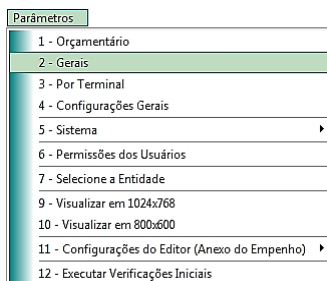 Parâmetros
1 - Orçamentário
2 - Gerais
3 - Por Terminal
4 - Configurações Gerais
5 - Sistema
6 - Permissões dos Usuários
7 - Selecione a Entidade
9 - Visualizar em 1024x768
10 - Visualizar em 800x600
11 - Configurações do Editor (Anexo do Empenho)
12 - Executar Verificações Iniciais